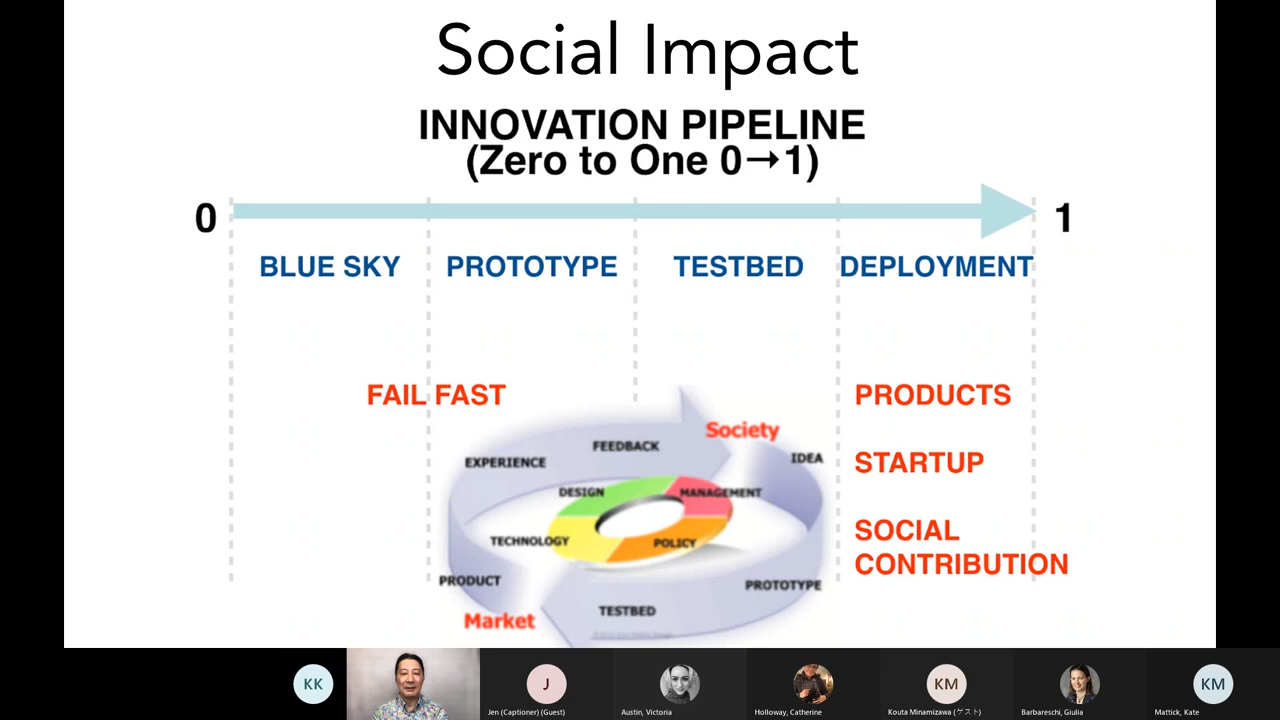 Social Impact
INNOVATION PIPELINE
(Zero to One 0→1)
0
1
BLUE SKY
PROTOTYPE
TESTBED
DEPLOYMENT
FAIL FAST
PRODUCTS
STARTUP
SOCIAL
CONTRIBUTION
Society
FEEDBACK
IDEA
EXPERIENCE
DESIGN
MANAGEMENT
TECHNOLOGY
POLICY
PRODUCT
PROTOTYPE
TESTBED
Market
KK
J
KM
KM
Jen (Captioner) (Guest)
Austin, Victoria
Holloway, Catherine
Kouta Minamizawa (ゲスト)
Barbareschi, Giulia
Mattick, Kate